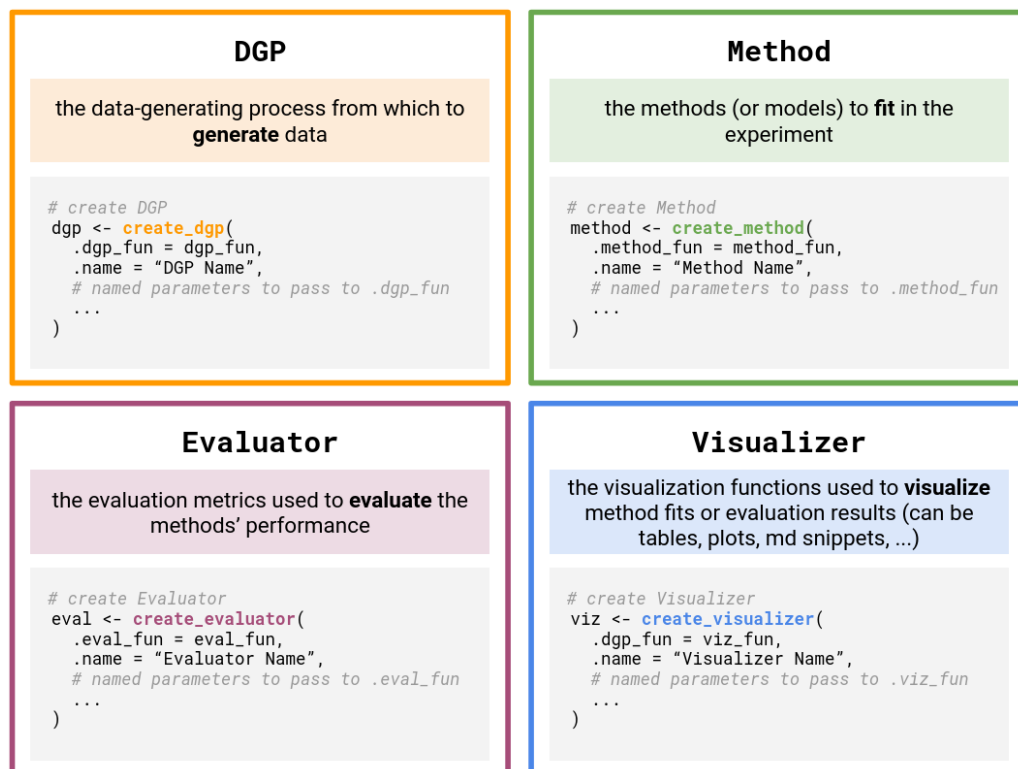 DGP
the data-generating process from which to
generate data
# create DGP
dgp <- create_dgp(
.dgp_fun = dgp_fun,
.name = “DGP Name”,
# named parameters to pass to .dgp_fun
...
)
Method
the methods (or models) to fit in the
experiment
# create Method
method <- create_method(
.method_fun = method_fun,
.name = “Method Name”,
# named parameters to pass to .method_fun
...
)
Evaluator
the evaluation metrics used to evaluate the
methods’ performance
# create Evaluator
eval <- create_evaluator(
.eval_fun = eval_fun,
.name = “Evaluator Name”,
# named parameters to pass to .eval_fun
...
)
Visualizer
the visualization functions used to visualize
method fits or evaluation results (can be
tables, plots, md snippets, ...)
# create Visualizer
viz <- create_visualizer(
.dgp_fun = viz_fun,
.name = “Visualizer Name”,
# named parameters to pass to .viz_fun
...
)